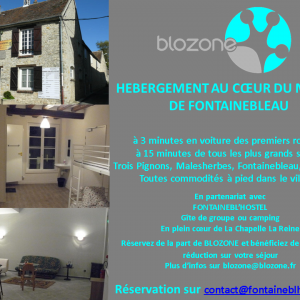 blozone
HEBERGEMENT AU CŒUR DU
DE FONTAINEBLEAU
à 3 minutes en voiture des premiers
à 15 minutes de tous les plus grands
Trois Pignons, Malesherbes, Fontainebleau
Toutes commodités à pied dans le
En partenariat avec
FONTAINEBL'HOSTEL
Gîte de groupe ou camping
En plein cœur de La Chapelle La Reine
Réservez de la part de BLOZONE et bénéficiez de
réduction sur votre séjour
Plus d'infos sur blozone@blozone.fr
Réservation sur contact@fontaineblh